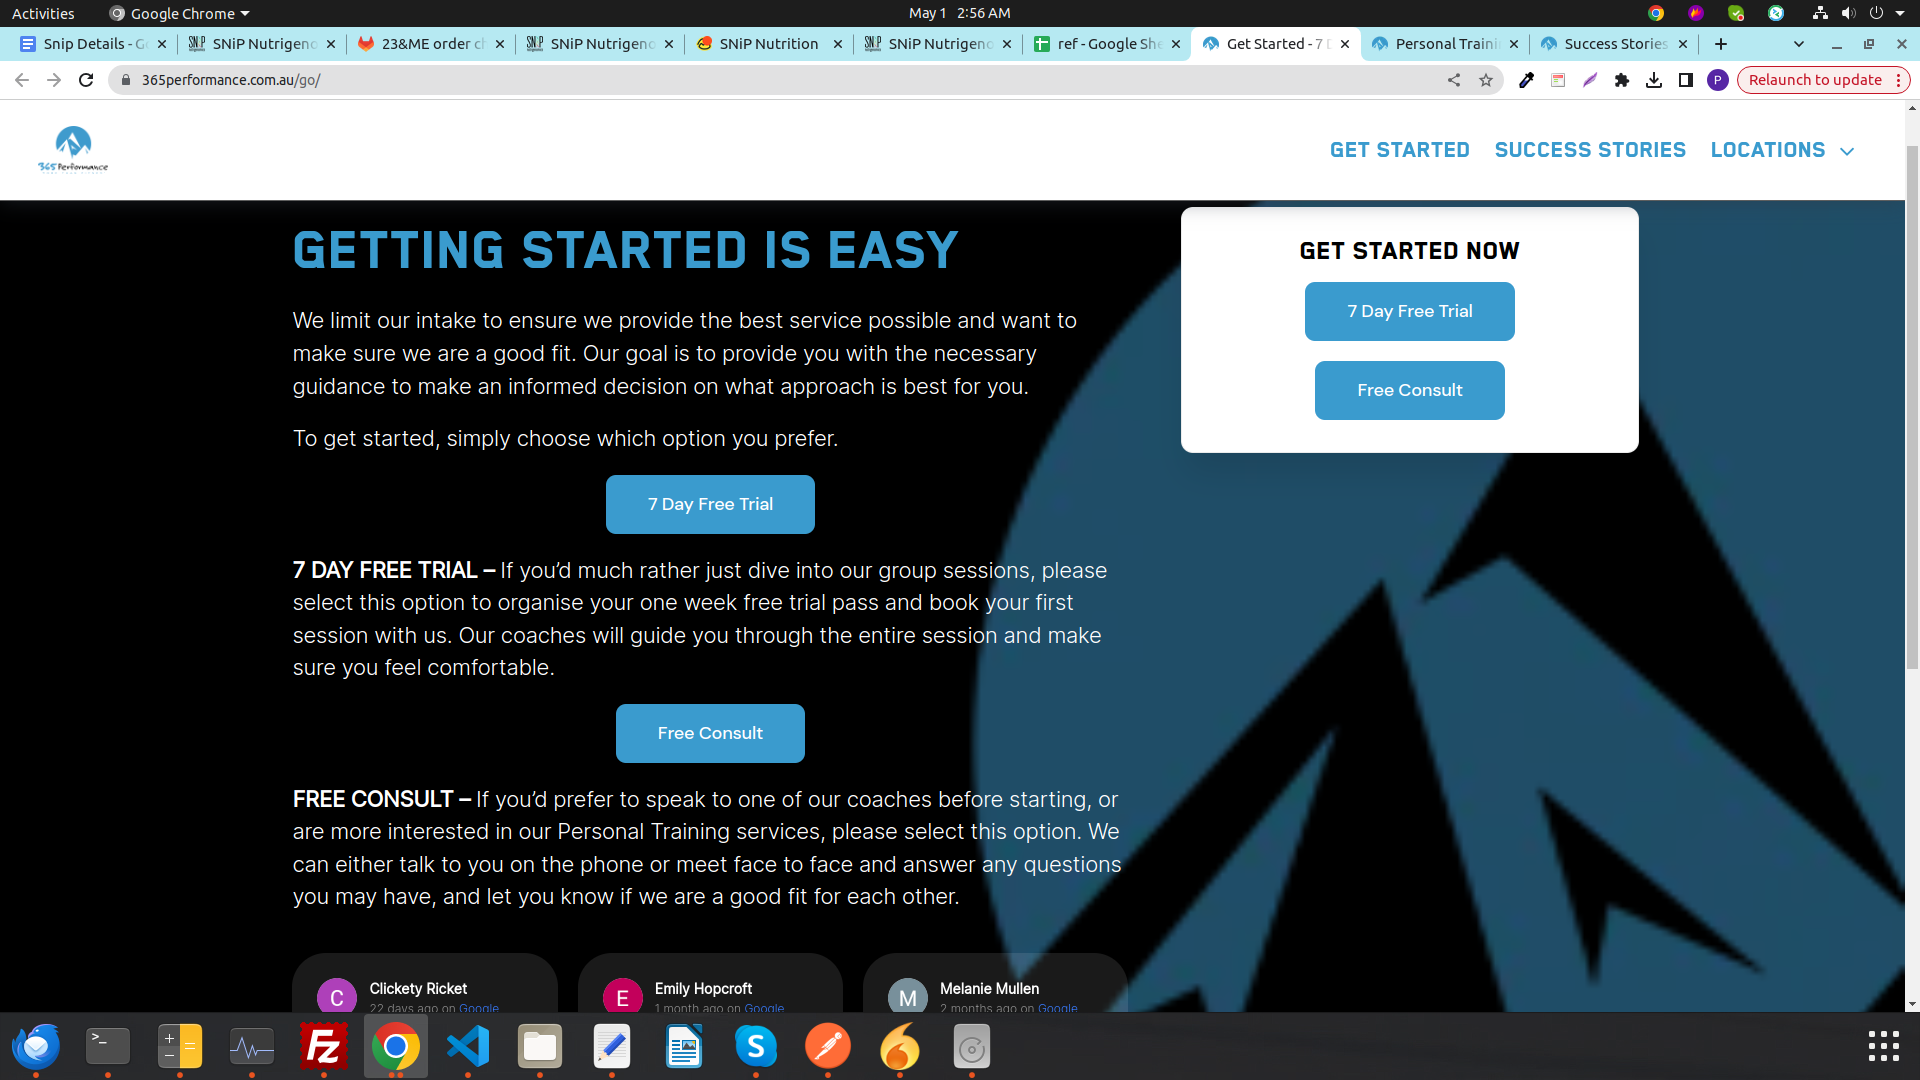 Activities
Google Chrome
May 1 2:56 AM
Snip Details - G
SNiP Nutrigeno
23&ME order ch
SNiP Nutrigeno
SNiP Nutrition
SNiP Nutrigeno
ref - Google She
Get Started - 7 D
Personal Traini
Success Stories
365performance.com.au/go/
P
Relaunch to update
365 Performance
GET STARTED
SUCCESS STORIES
LOCATIONS
GETTING STARTED IS EASY
We limit our intake to ensure we provide the best service possible and want to
make sure we are a good fit. Our goal is to provide you with the necessary
guidance to make an informed decision on what approach is best for you.
To get started, simply choose which option you prefer.
7 Day Free Trial
7 DAY FREE TRIAL – If you’d much rather just dive into our group sessions, please
select this option to organise your one week free trial pass and book your first
session with us. Our coaches will guide you through the entire session and make
sure you feel comfortable.
Free Consult
FREE CONSULT – If you’d prefer to speak to one of our coaches before starting, or
are more interested in our Personal Training services, please select this option. We
can either talk to you on the phone or meet face to face and answer any questions
you may have, and let you know if we are a good fit for each other.
GET STARTED NOW
7 Day Free Trial
Free Consult
C
Clickety Ricket
22 days ago on Google
E
Emily Hopcroft
1 month ago on Google
M
Melanie Mullen
2 months ago on Google